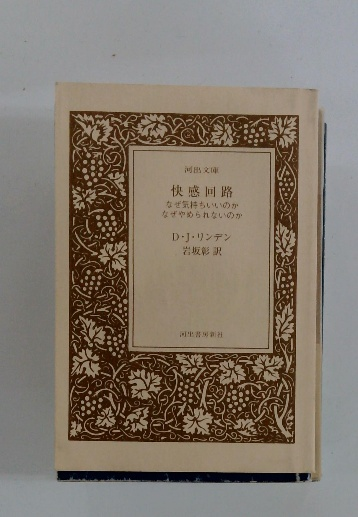 河出文庫
快感回路
なぜ気持ちいいのか
なぜやめられないのか
D・J・リンデン
岩坂彰 訳
河出書房新社